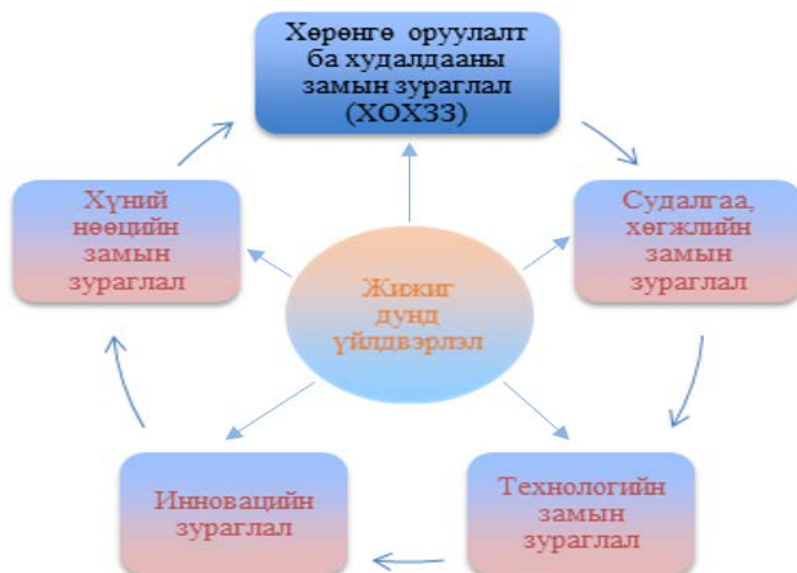 Хөрөнгө оруулалт
ба худалдааны
замын зураглал
(ХОХЗЗ)
Хүний
нөөцийн
замын
зураглал
Судалгаа,
хөгжлийн
замын
зураглал
Жижиг
дунд
үйлдвэрлэл
Инновацийн
зураглал
Технологийн
замын
зураглал